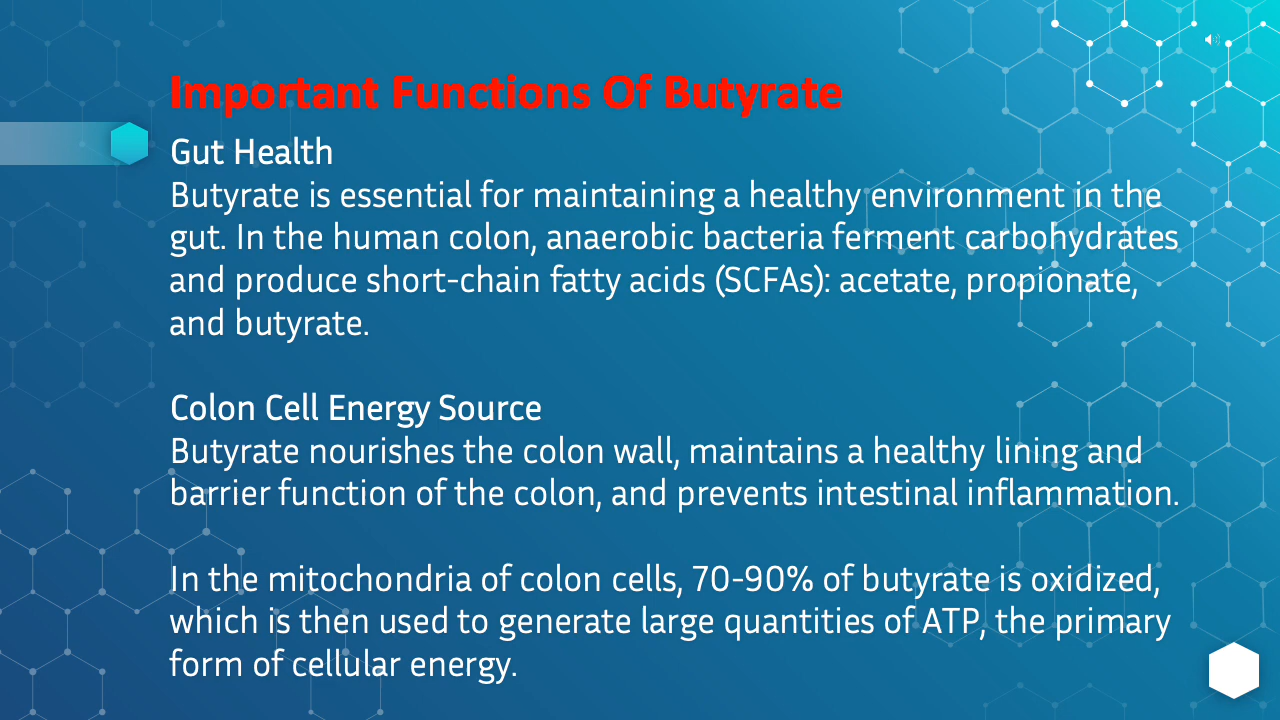 Important Functions Of Butyrate
Gut Health
Butyrate is essential for maintaining a healthy environment in the
gut. In the human colon, anaerobic bacteria ferment carbohydrates
and produce short-chain fatty acids (SCFAs): acetate, propionate,
and butyrate.
Colon Cell Energy Source
Butyrate nourishes the colon wall, maintains a healthy lining and
barrier function of the colon, and prevents intestinal inflammation.
In the mitochondria of colon cells, 70-90% of butyrate is oxidized,
which is then used to generate large quantities of ATP, the primary
form of cellular energy.